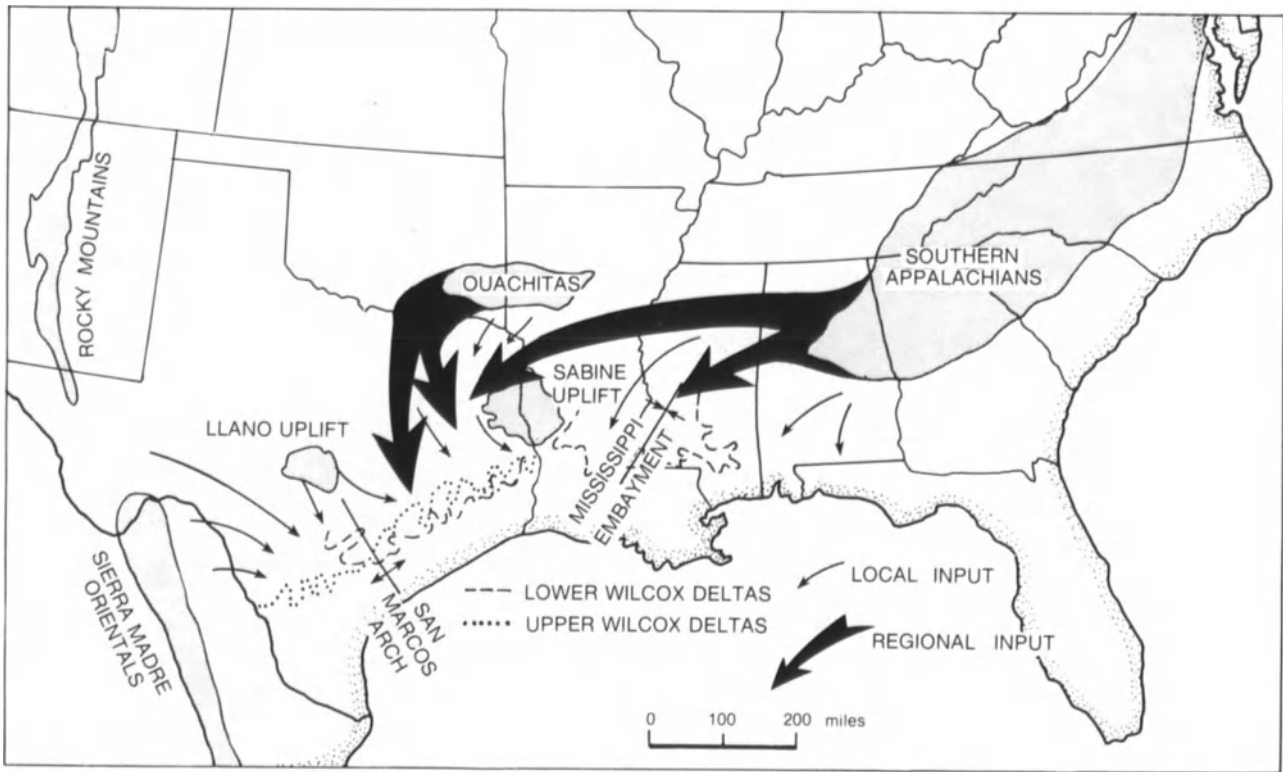 ROCKY MOUNTAINS
OUACHITAS
SOUTHERN
APPALACHIANS
SABINE
UPLIFT
LLANO UPLIFT
MISSISSIPPI
EMBAYMENT
SIERRA MADRE
ORIENTALS
SAN
MARCOS
ARCH
LOWER WILCOX DELTAS
UPPER WILCOX DELTAS
LOCAL INPUT
REGIONAL INPUT
0 100 200 miles